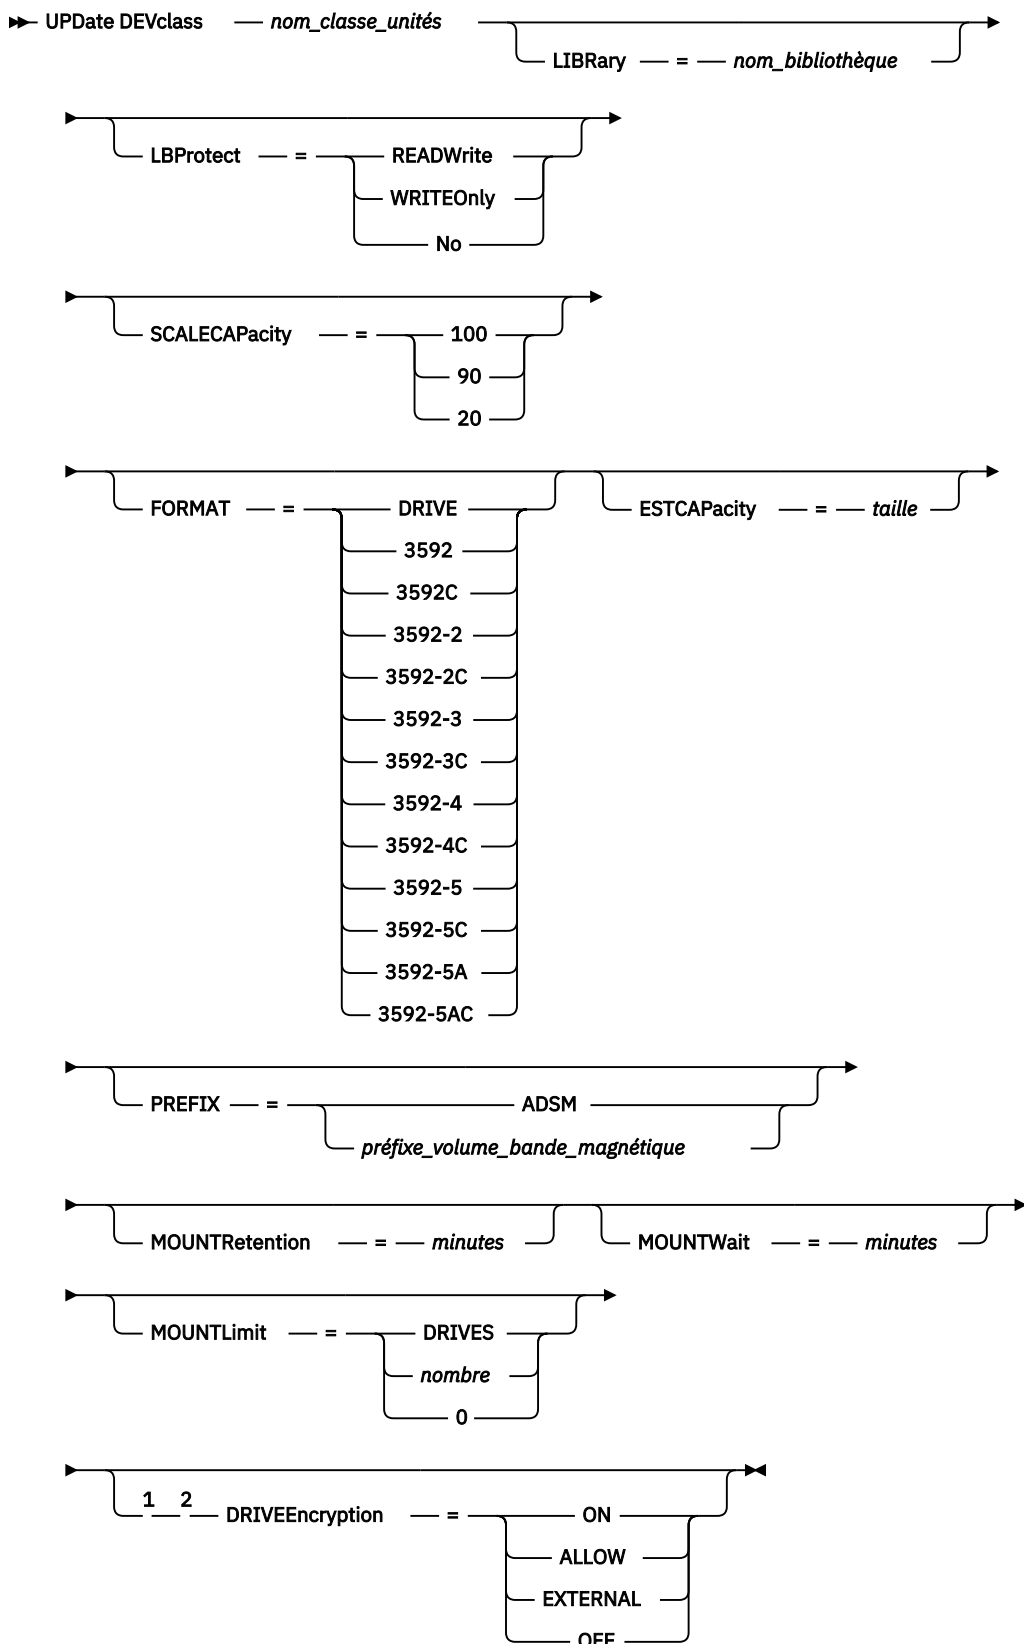 UPDate DEVclass nom_classe_unités
LIBRary = nom_bibliothèque
LBProtect = READWrite
WRITEOnly
No
SCALECAPacity = 100
90
20
FORMAT = DRIVE ESTCAPacity = taille
3592
3592C
3592-2
3592-2C
3592-3
3592-3C
3592-4
3592-4C
3592-5
3592-5C
3592-5A
3592-5AC
PREFIX = ADSM
préfixe_volume_bande_magnétique
MOUNTRetention = minutes MOUNTWait = minutes
MOUNTLimit = DRIVES
nombre
0
1 2 DRIVEEncryption = ON
ALLOW
EXTERNAL
OFF